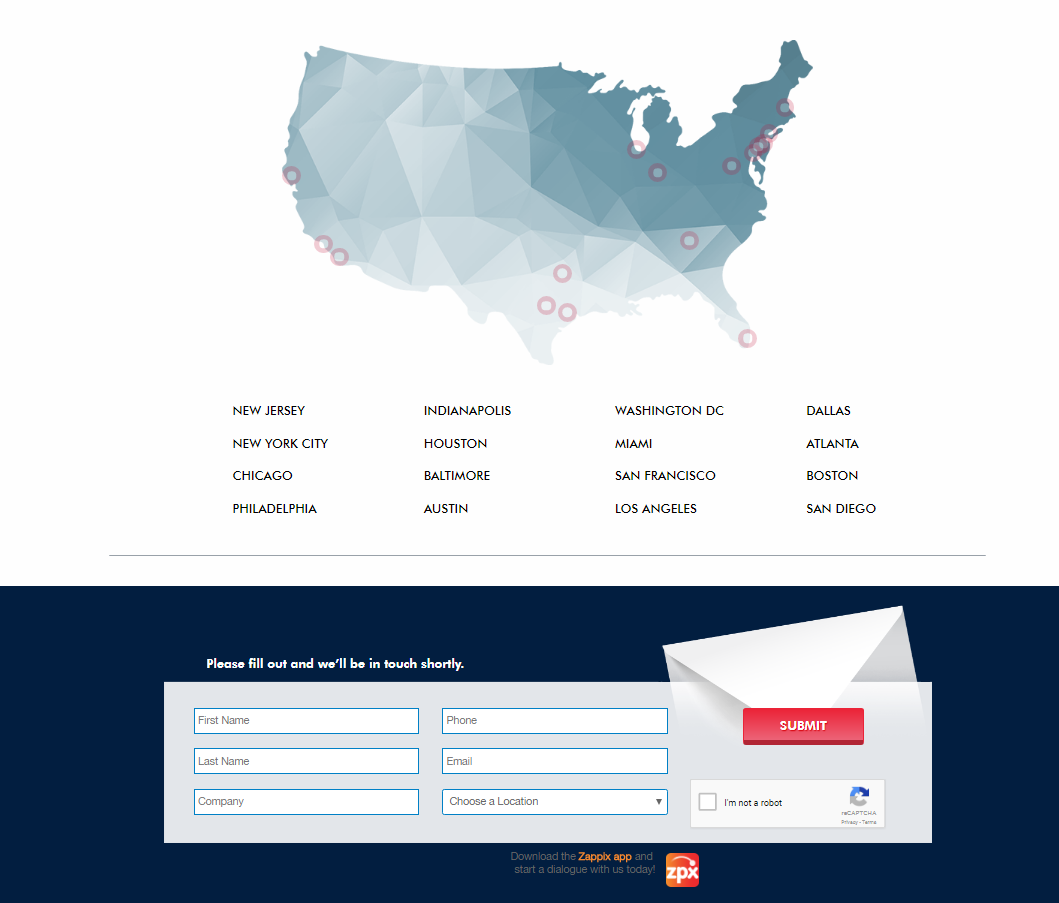 NEW JERSEY INDIANAPOLIS WASHINGTON DC DALLAS
NEW YORK CITY HOUSTON MIAMI ATLANTA
CHICAGO BALTIMORE SAN FRANCISCO BOSTON
PHILADELPHIA AUSTIN LOS ANGELES SAN DIEGO
Please fill out and we'll be in touch shortly.
First Name Phone
SUBMIT
Last Name Email
Company Choose a Location ▼
I'm not a robot
reCAPTCHA
Privacy - Terms
Download the Zappix app and
start a dialogue with us today!
zpx